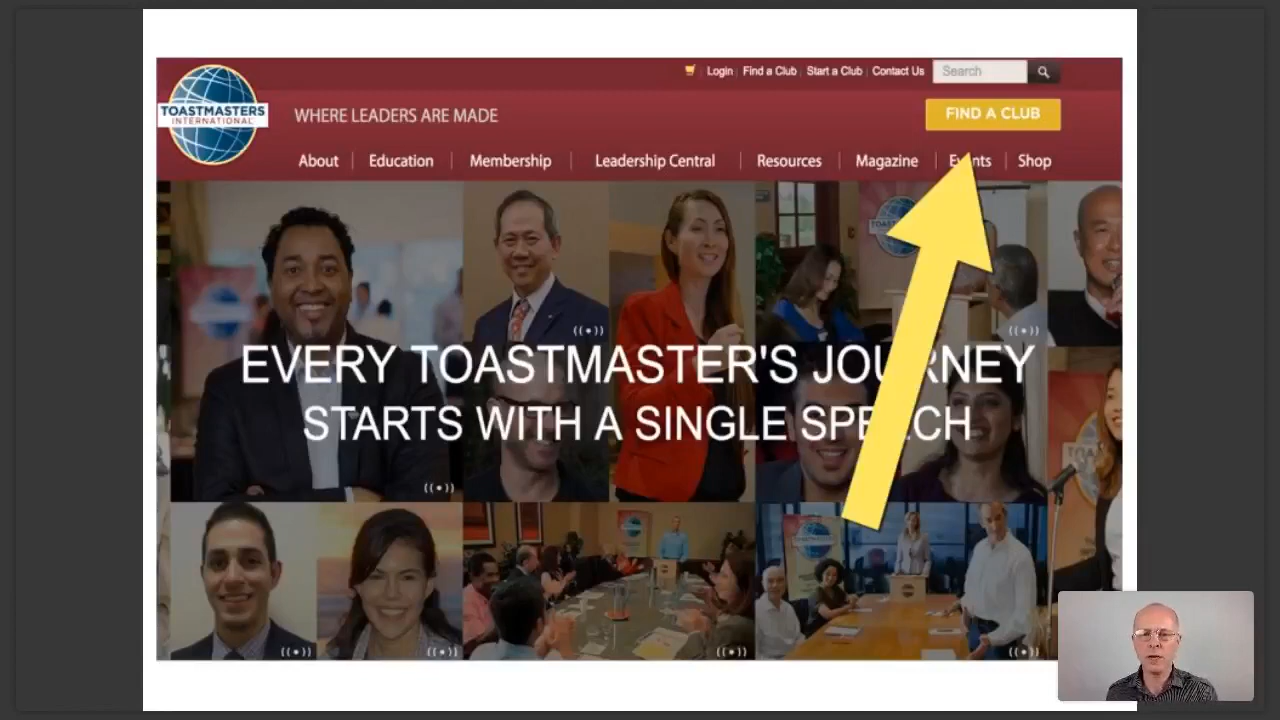 Login Find a Club Start a Club Contact Us Search
TOASTMASTERS
INTERNATIONAL
WHERE LEADERS ARE MADE
FIND A CLUB
About Education Membership Leadership Central Resources Magazine Events Shop
EVERY TOASTMASTER'S JOURNEY
STARTS WITH A SINGLE SPEECH